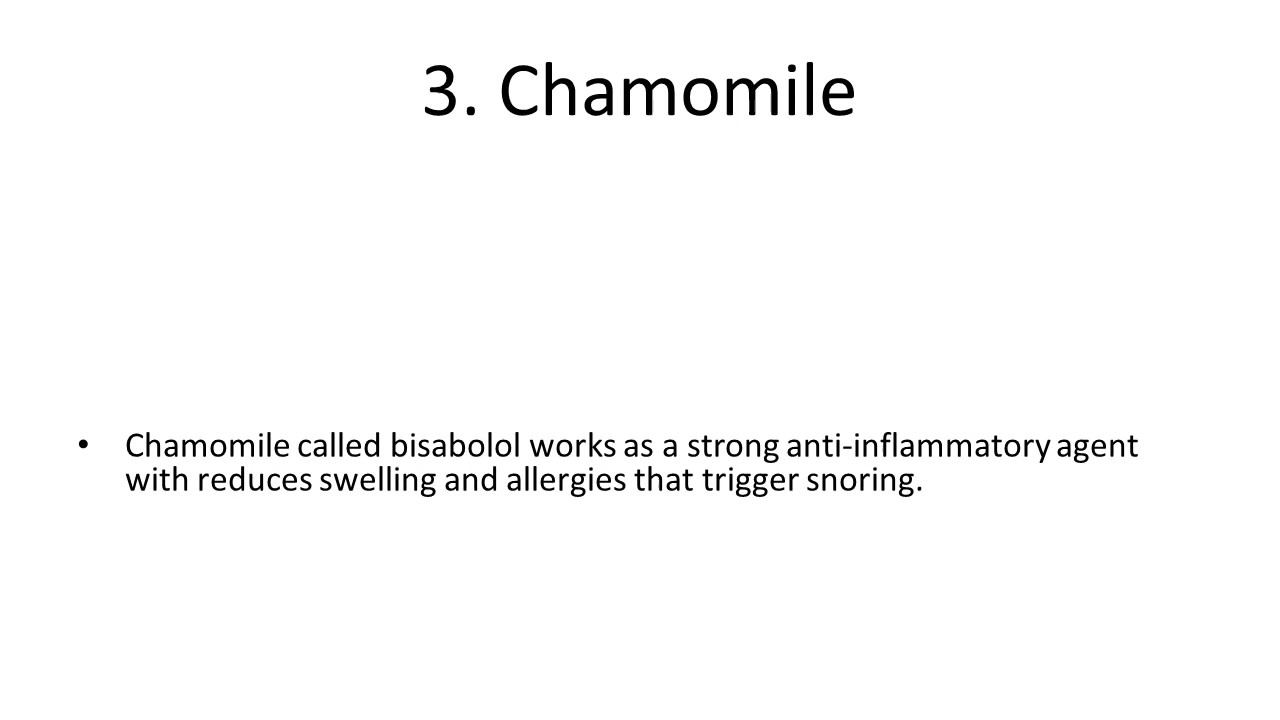 3. Chamomile
• Chamomile called bisabolol works as a strong anti-inflammatory agent
with reduces swelling and allergies that trigger snoring.